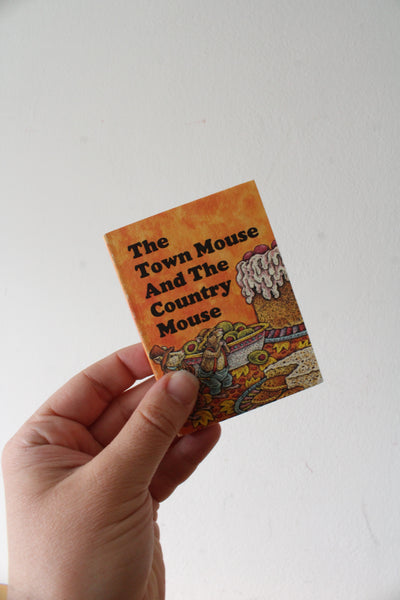 The
Town Mouse
And The
Country
Mouse